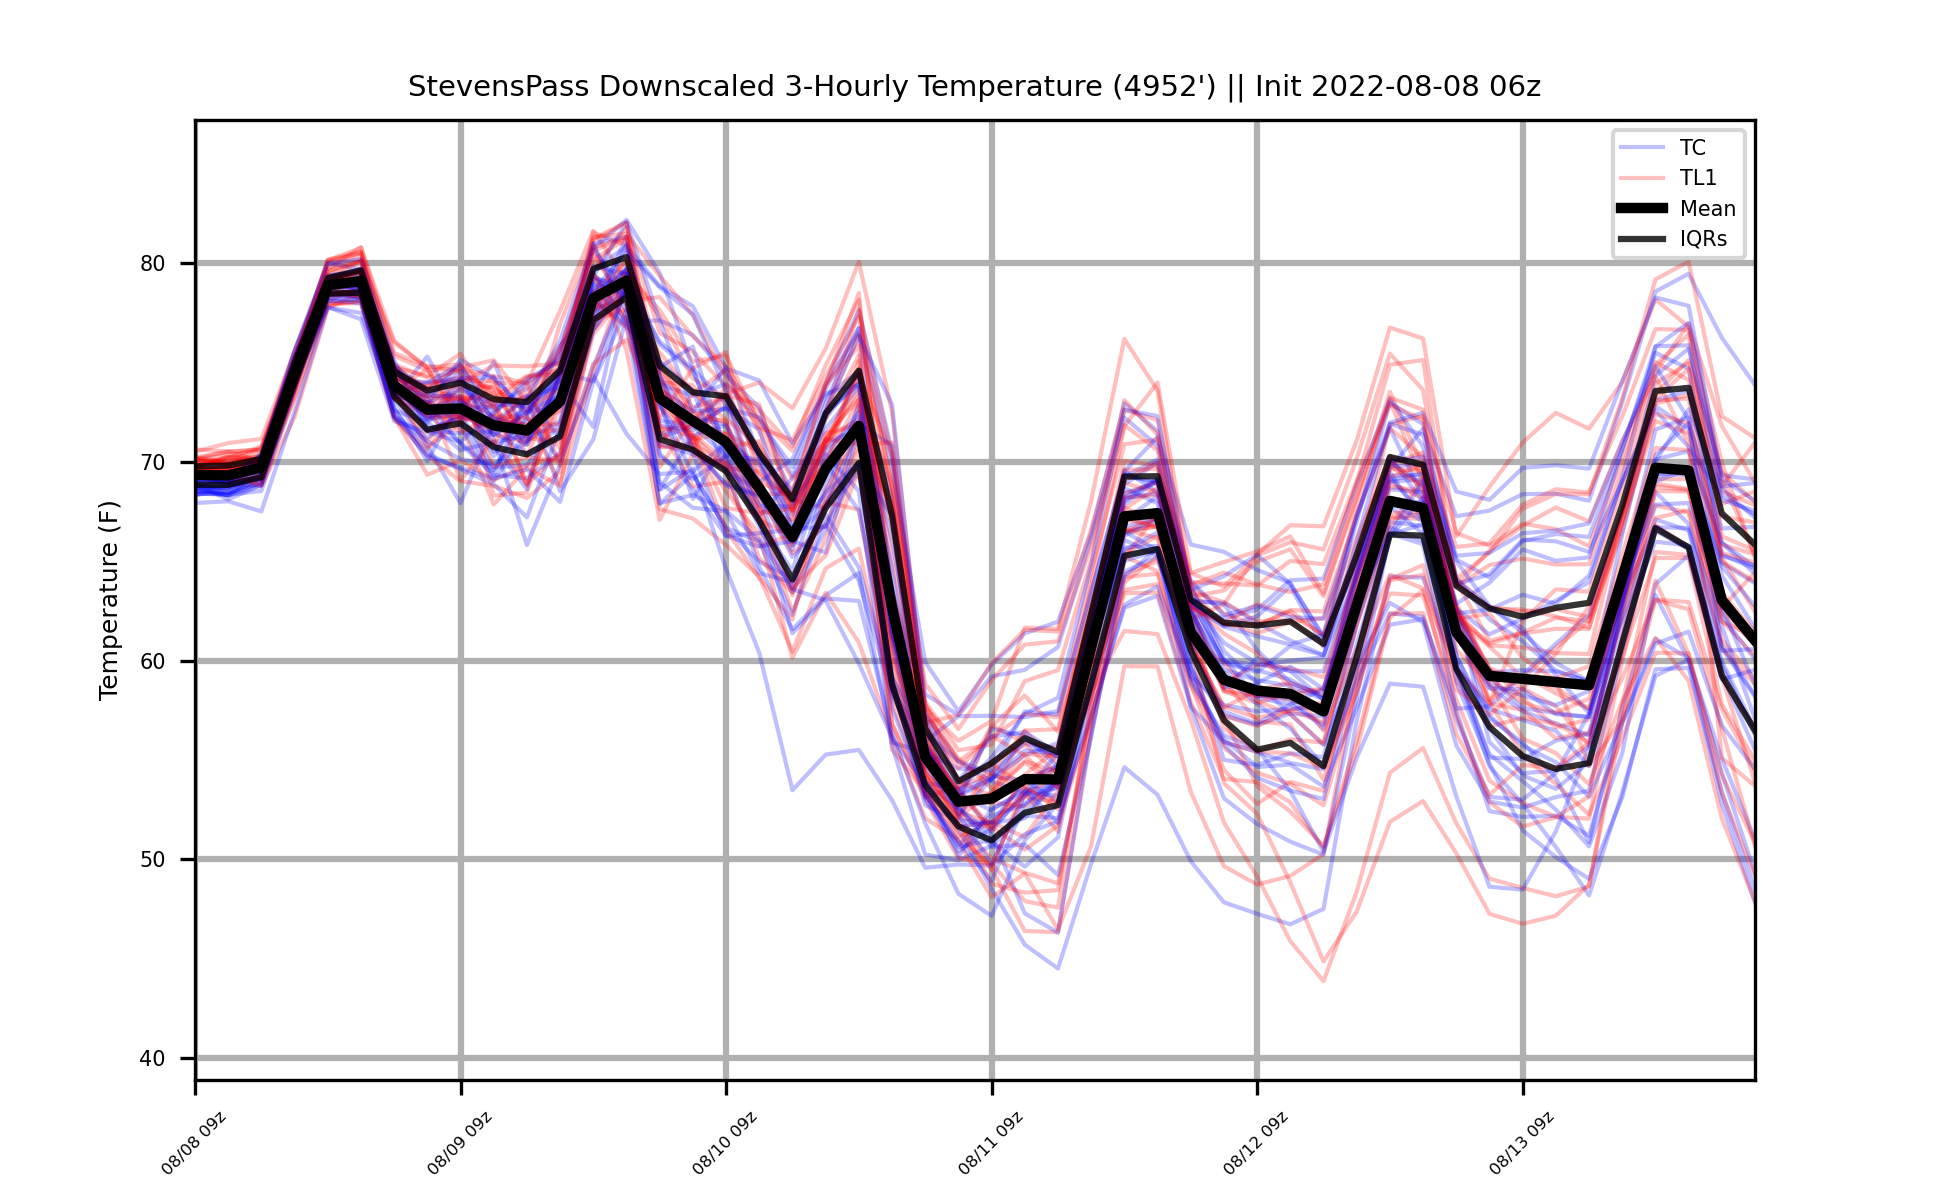 StevensPass Downscaled 3-Hourly Temperature (4952') || Init 2022-08-08 06z
TC
TL1
Mean
IQRs
Temperature (F)
80
70
60
50
40
08/08 09z
08/09 09z
08/10 09z
08/11 09z
08/12 09z
08/13 09z